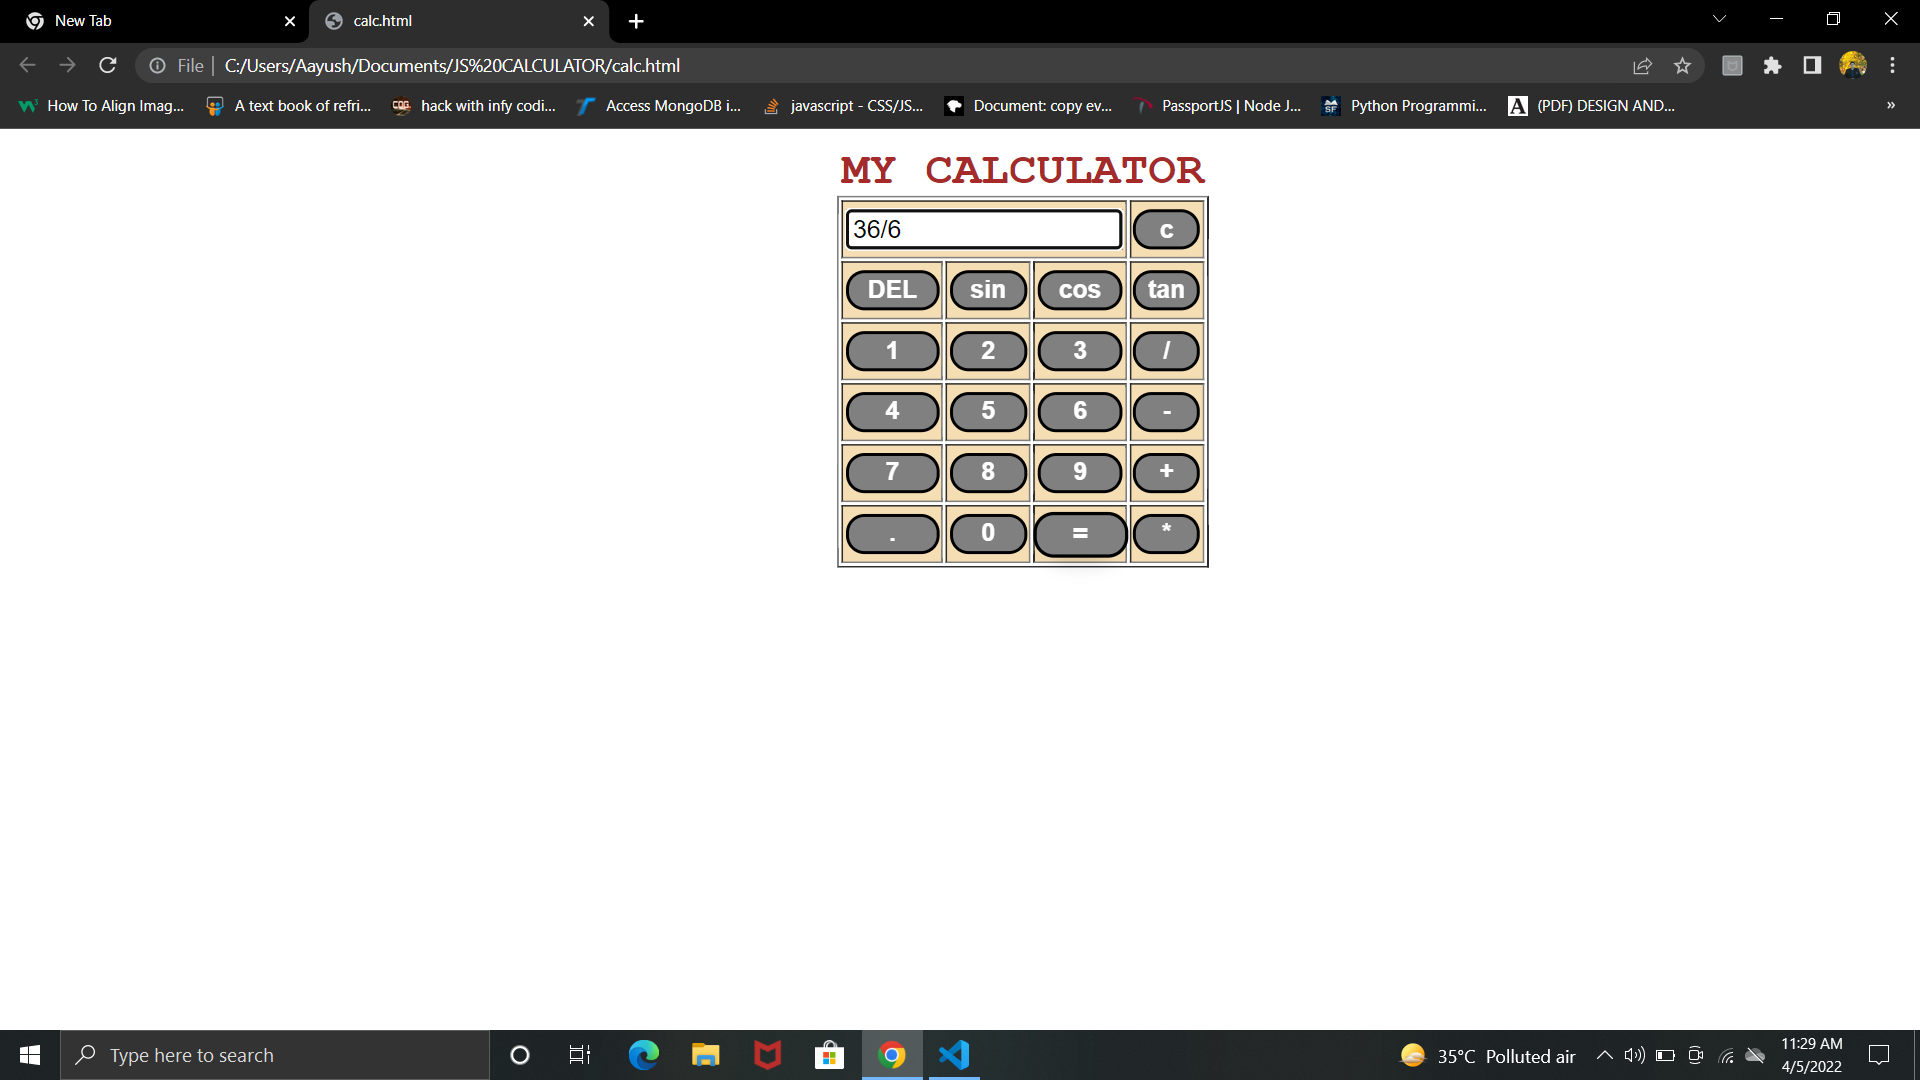 New Tab
calc.html
File | C:/Users/Aayush/Documents/JS%20CALCULATOR/calc.html
How To Align Imag... A text book of refri... hack with infy codi... Access MongoDB i... javascript - CSS/JS... Document: copy ev... PassportJS | Node J... Python Programmi... (PDF) DESIGN AND... »
MY CALCULATOR
36/6 c
DEL sin cos tan
1 2 3 /
4 5 6 -
7 8 9 +
. 0 = *
Type here to search
35°C Polluted air
11:29 AM
4/5/2022